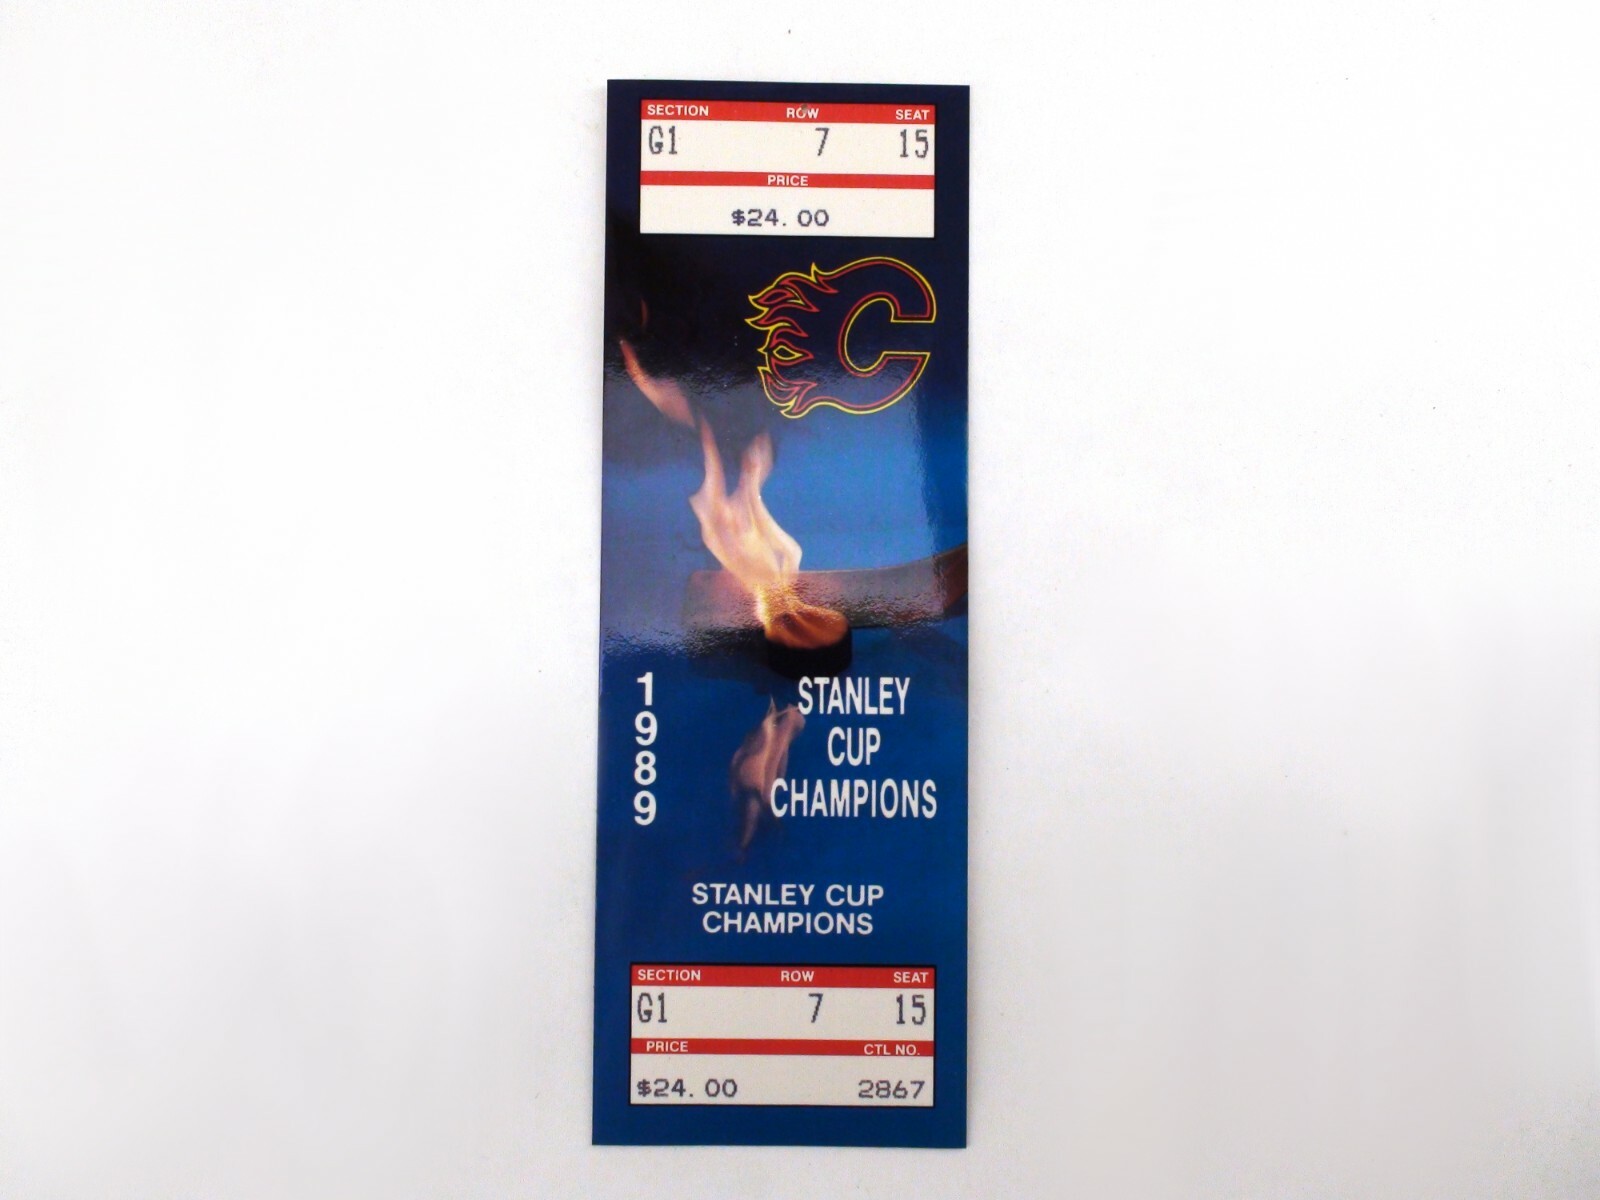 SECTION ROW SEAT
G1 7 15
PRICE
$24.00
C
1989
STANLEY
CUP
CHAMPIONS
STANLEY CUP
CHAMPIONS
SECTION ROW SEAT
G1 7 15
PRICE CTL NO.
$24.00 2867